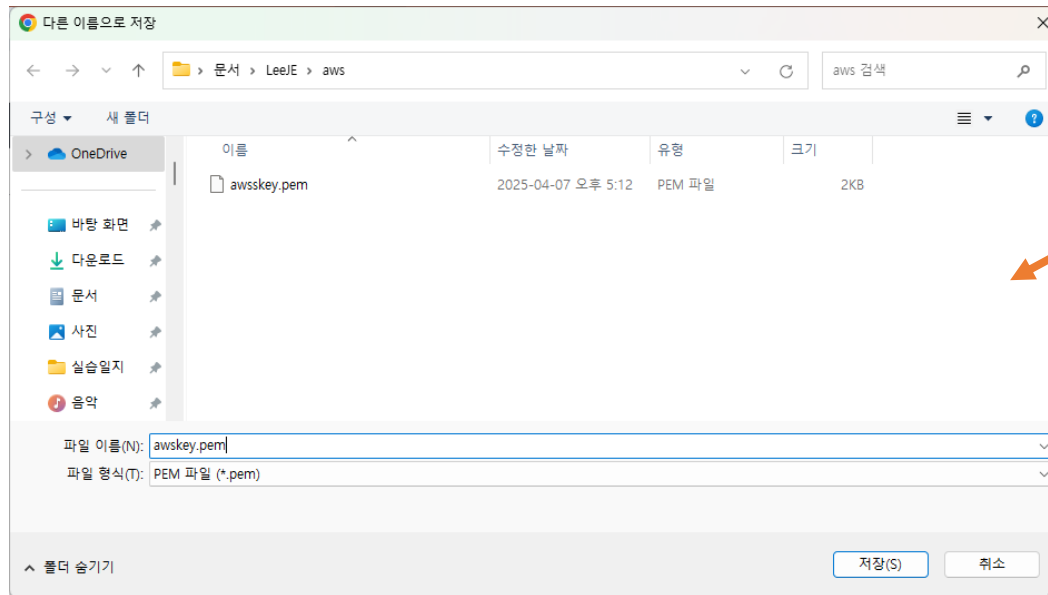 다른 이름으로 저장
문서 > LeeJE > aws
aws 검색
구성 새 폴더
OneDrive
이름 수정한 날짜 유형 크기
awsskey.pem 2025-04-07 오후 5:12 PEM 파일 2KB
바탕 화면
다운로드
문서
사진
실습일지
음악
파일 이름(N): awskey.pem
파일 형식(T): PEM 파일 (*.pem)
폴더 숨기기
저장(S) 취소